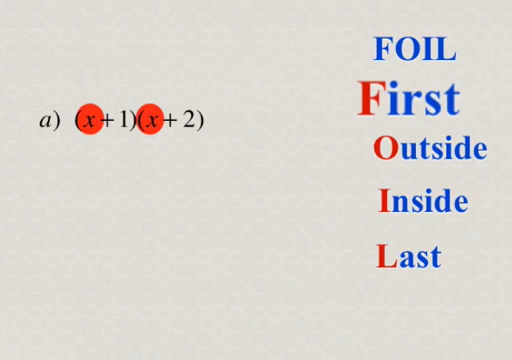 FOIL
First
a) (x + 1)(x + 2)
Outside
Inside
Last